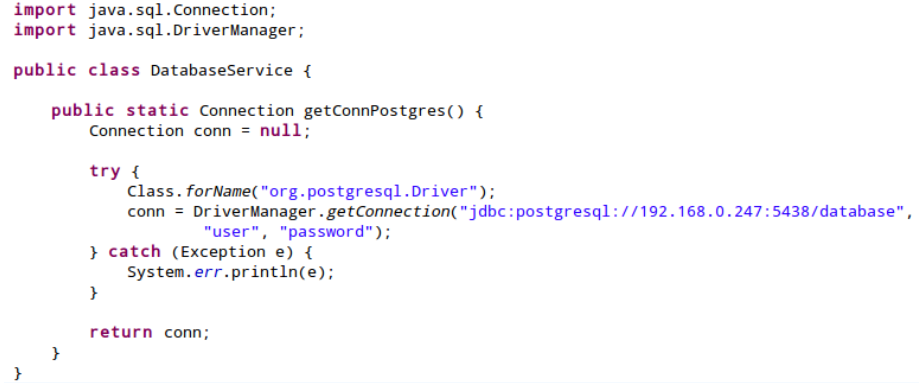 import java.sql.Connection;
import java.sql.DriverManager;

public class DatabaseService {

    public static Connection getConnPostgres() {
        Connection conn = null;

        try {
            Class.forName("org.postgresql.Driver");
            conn = DriverManager.getConnection("jdbc:postgresql://192.168.0.247:5438/database",
                    "user", "password");
        } catch (Exception e) {
            System.err.println(e);
        }

        return conn;
    }
}